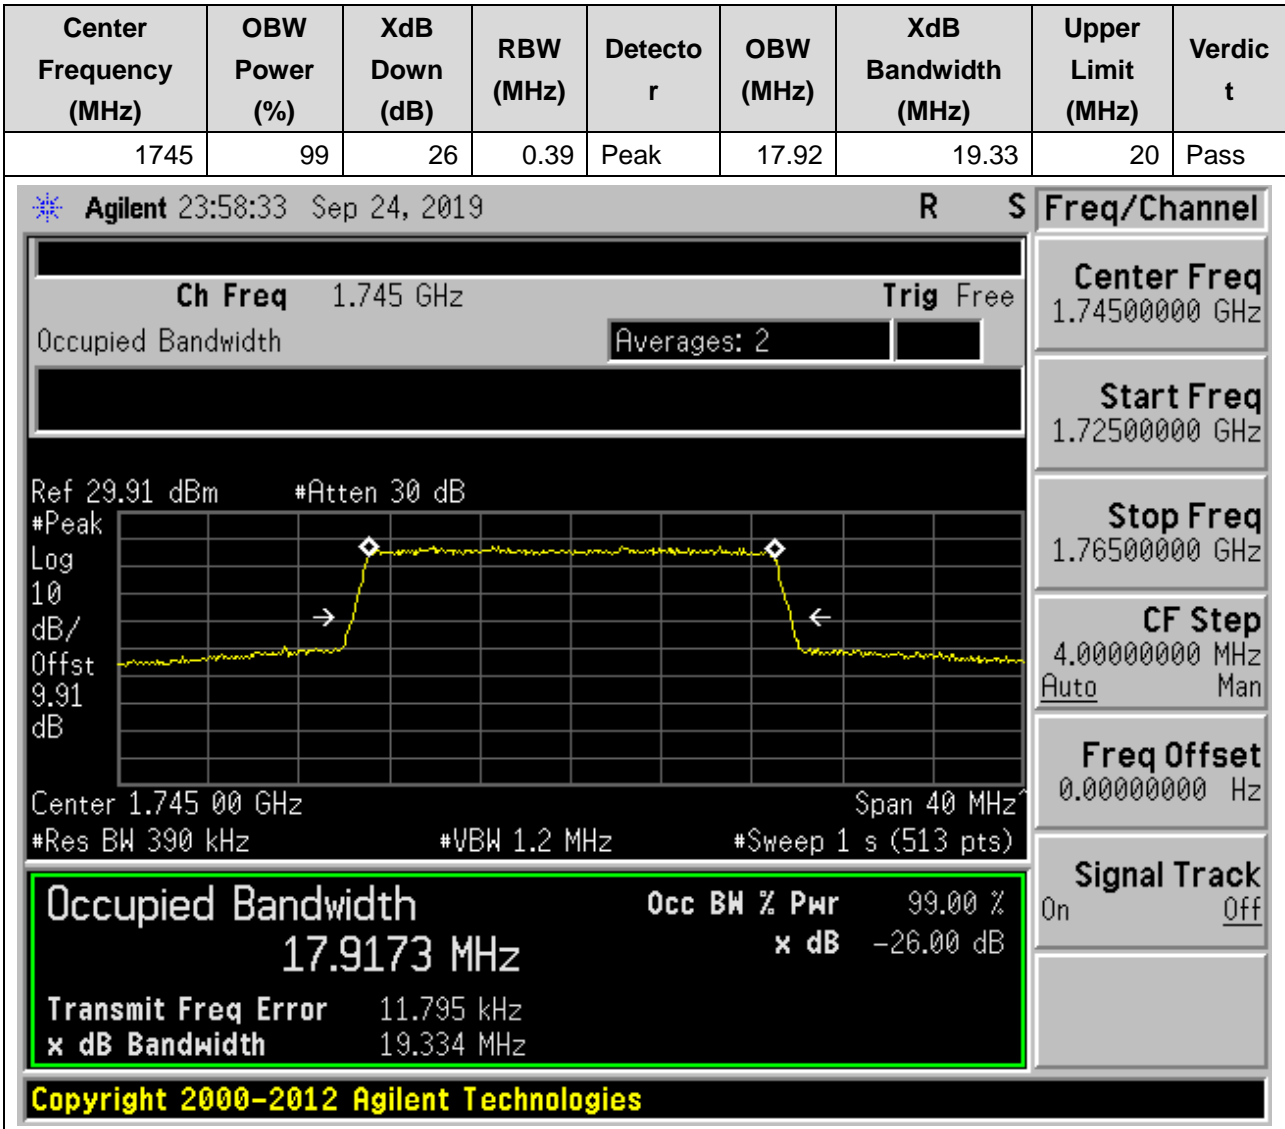 Center Frequency (MHz) OBW Power (%) XdB Down (dB) RBW (MHz) Detecto r OBW (MHz) XdB Bandwidth (MHz) Upper Limit (MHz) Verdic t
1745 99 26 0.39 Peak 17.92 19.33 20 Pass
Agilent 23:58:33 Sep 24, 2019 R S
Freq/Channel
Ch Freq 1.745 GHz Trig Free
Occupied Bandwidth Averages: 2
Center Freq
1.74500000 GHz
Start Freq
1.72500000 GHz
Stop Freq
1.76500000 GHz
CF Step
4.00000000 MHz
Auto Man
Freq Offset
0.00000000 Hz
Signal Track
On Off
Ref 29.91 dBm #Atten 30 dB
#Peak
Log
10
dB/
Offst
9.91
dB
Center 1.745 00 GHz Span 40 MHz^
#Res BW 390 kHz #VBW 1.2 MHz #Sweep 1 s (513 pts)
Occupied Bandwidth Occ BW % Pwr 99.00 %
17.9173 MHz x dB -26.00 dB
Transmit Freq Error 11.795 kHz
x dB Bandwidth 19.334 MHz
Copyright 2000-2012 Agilent Technologies